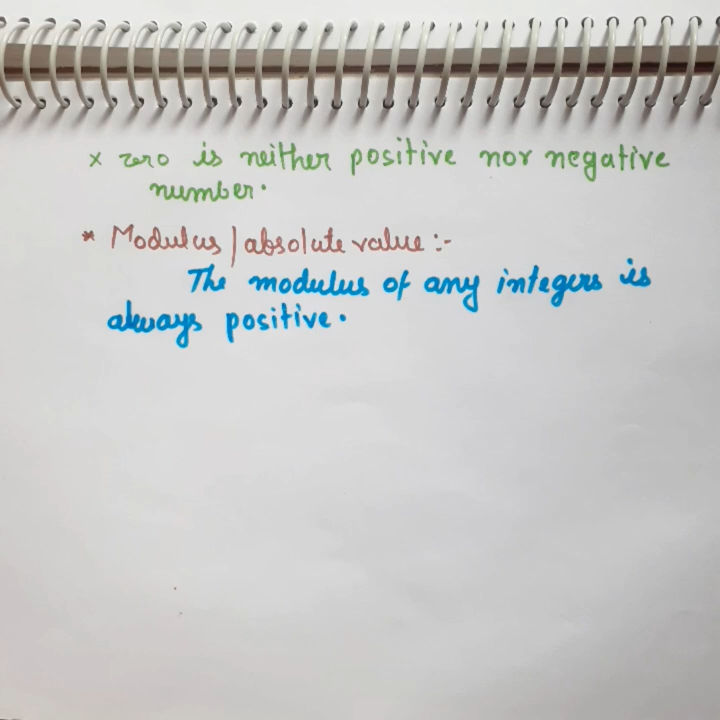 × zero is neither positive nor negative
number.
* Modulus / absolute value :-
The modulus of any integers is
always positive.